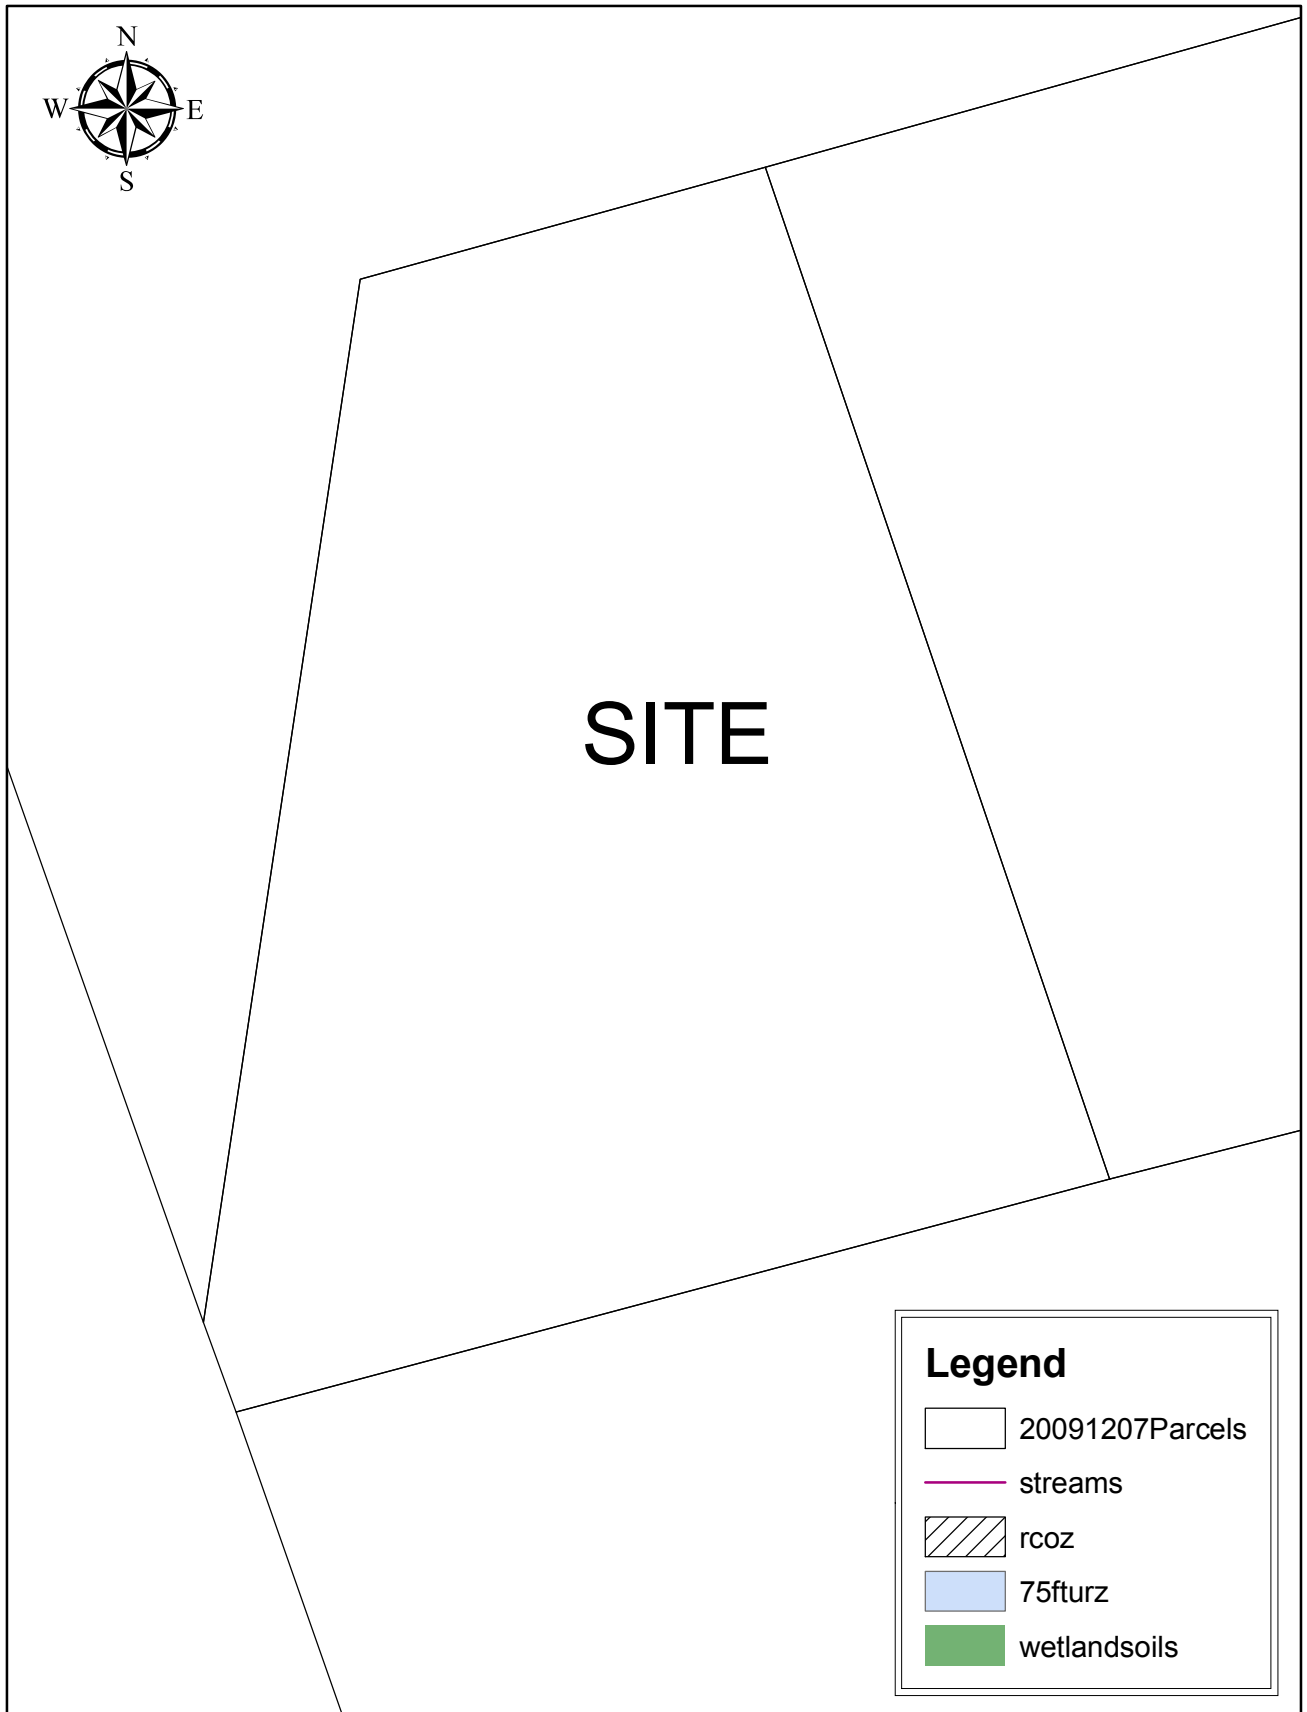 N
W E
S
SITE
Legend
20091207Parcels
streams
rcoz
75fturz
wetlandsoils